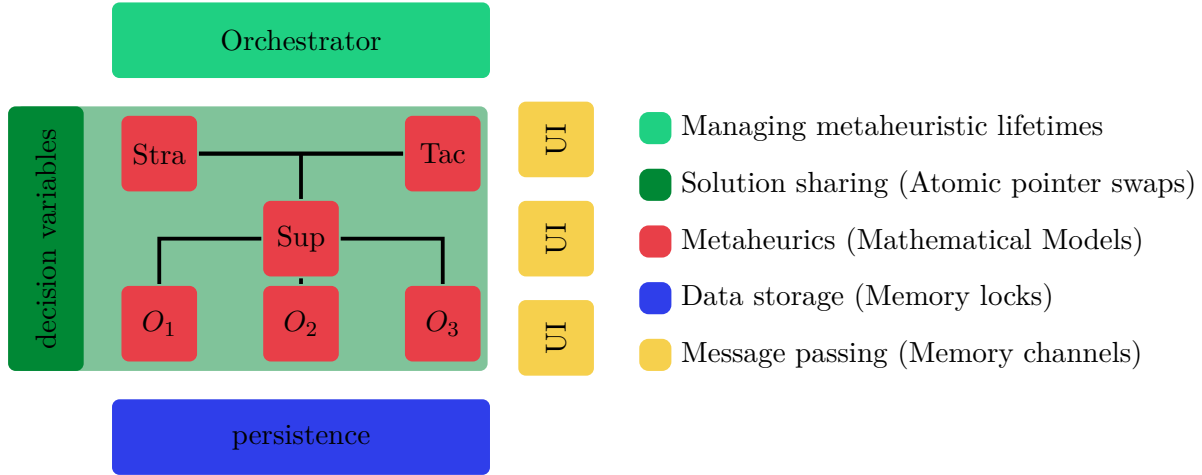 Orchestrator
decision variables
Stra
Tac
Sup
O1
O2
O3
UI
UI
UI
persistence
Managing metaheuristic lifetimes
Solution sharing (Atomic pointer swaps)
Metaheurics (Mathematical Models)
Data storage (Memory locks)
Message passing (Memory channels)